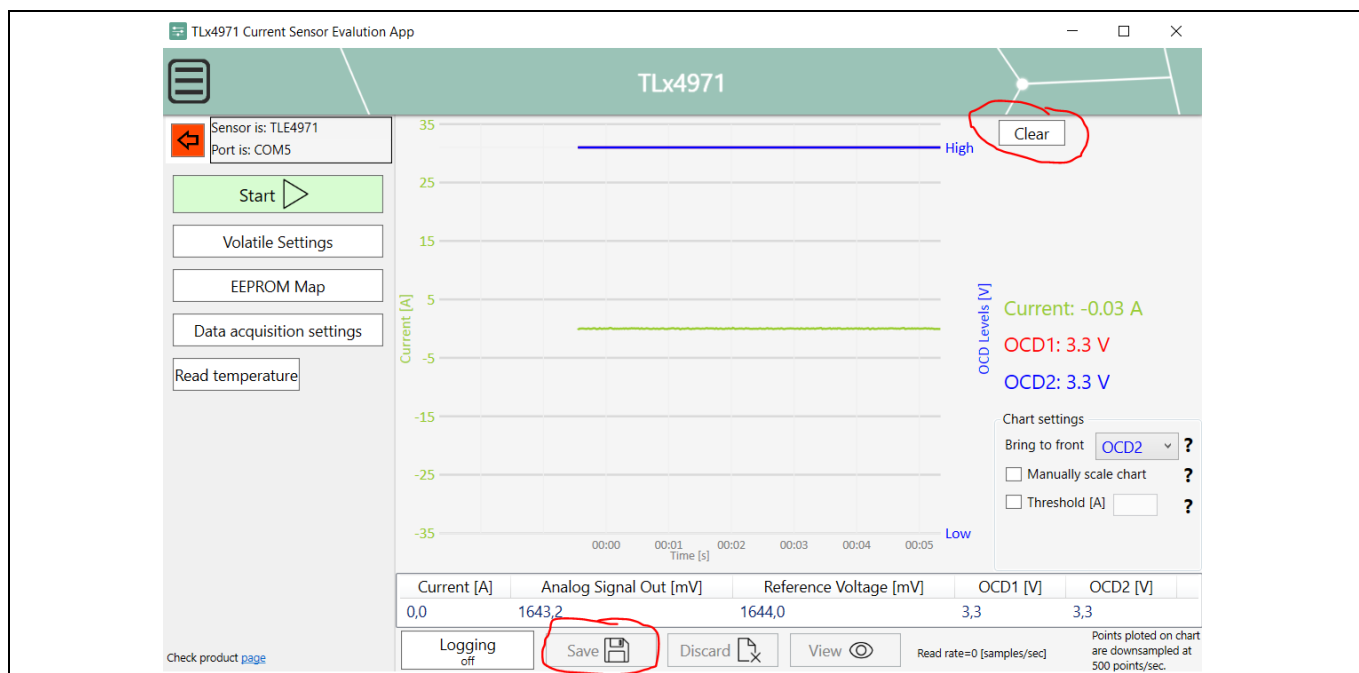 TLx4971 Current Sensor Evalution App
TLx4971
Sensor is: TLE4971
Port is: COM5
Start
Volatile Settings
EEPROM Map
Data acquisition settings
Read temperature
Check product page
35
25
15
5
-5
-15
-25
-35
Current [A]
00:00 00:01 00:02 00:03 00:04 00:05
Time [s]
High
Low
OCD Levels [V]
Clear
Current: -0.03 A
OCD1: 3.3 V
OCD2: 3.3 V
Chart settings
Bring to front OCD2 ?
Manually scale chart ?
Threshold [A] ?
Current [A] Analog Signal Out [mV] Reference Voltage [mV] OCD1 [V] OCD2 [V]
0,0 1643,2 1644,0 3,3 3,3
Logging
off
Save
Discard
View
Read rate=0 [samples/sec]
Points ploted on chart
are downsampled at
500 points/sec.